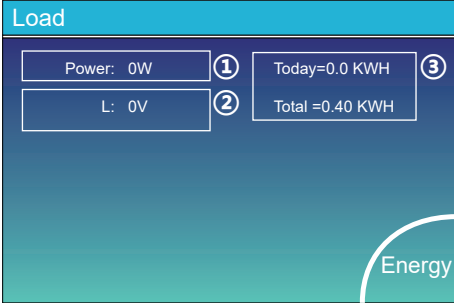 Load
Power: 0W ①
L: 0V ②
Today=0.0 KWH ③
Total =0.40 KWH
Energy